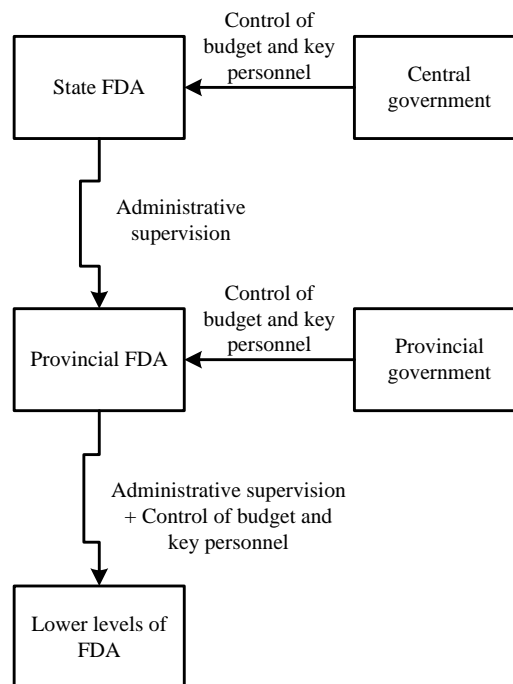 Control of
budget and key
personnel
State FDA
Central
government
Administrative
supervision
Control of
budget and key
personnel
Provincial FDA
Provincial
government
Administrative supervision
+ Control of budget and
key personnel
Lower levels of
FDA